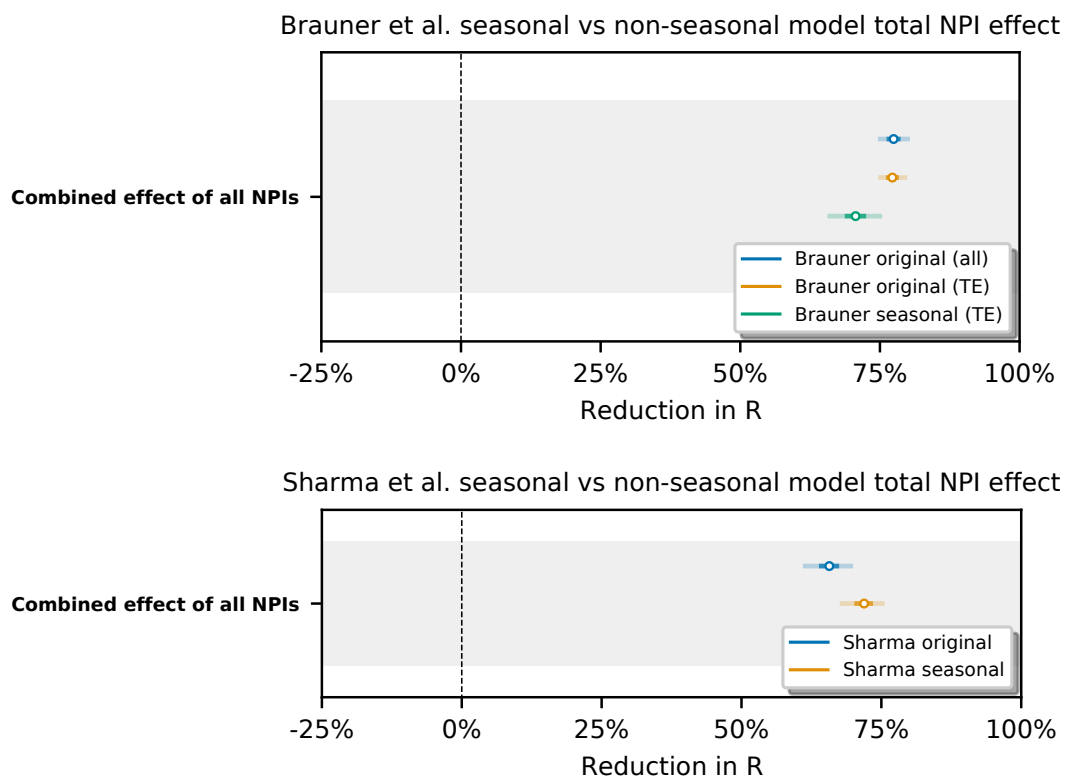 Brauner et al. seasonal vs non-seasonal model total NPI effect
Combined effect of all NPIs
Brauner original (all)
Brauner original (TE)
Brauner seasonal (TE)
-25% 0% 25% 50% 75% 100%
Reduction in R
Sharma et al. seasonal vs non-seasonal model total NPI effect
Combined effect of all NPIs
Sharma original
Sharma seasonal
-25% 0% 25% 50% 75% 100%
Reduction in R